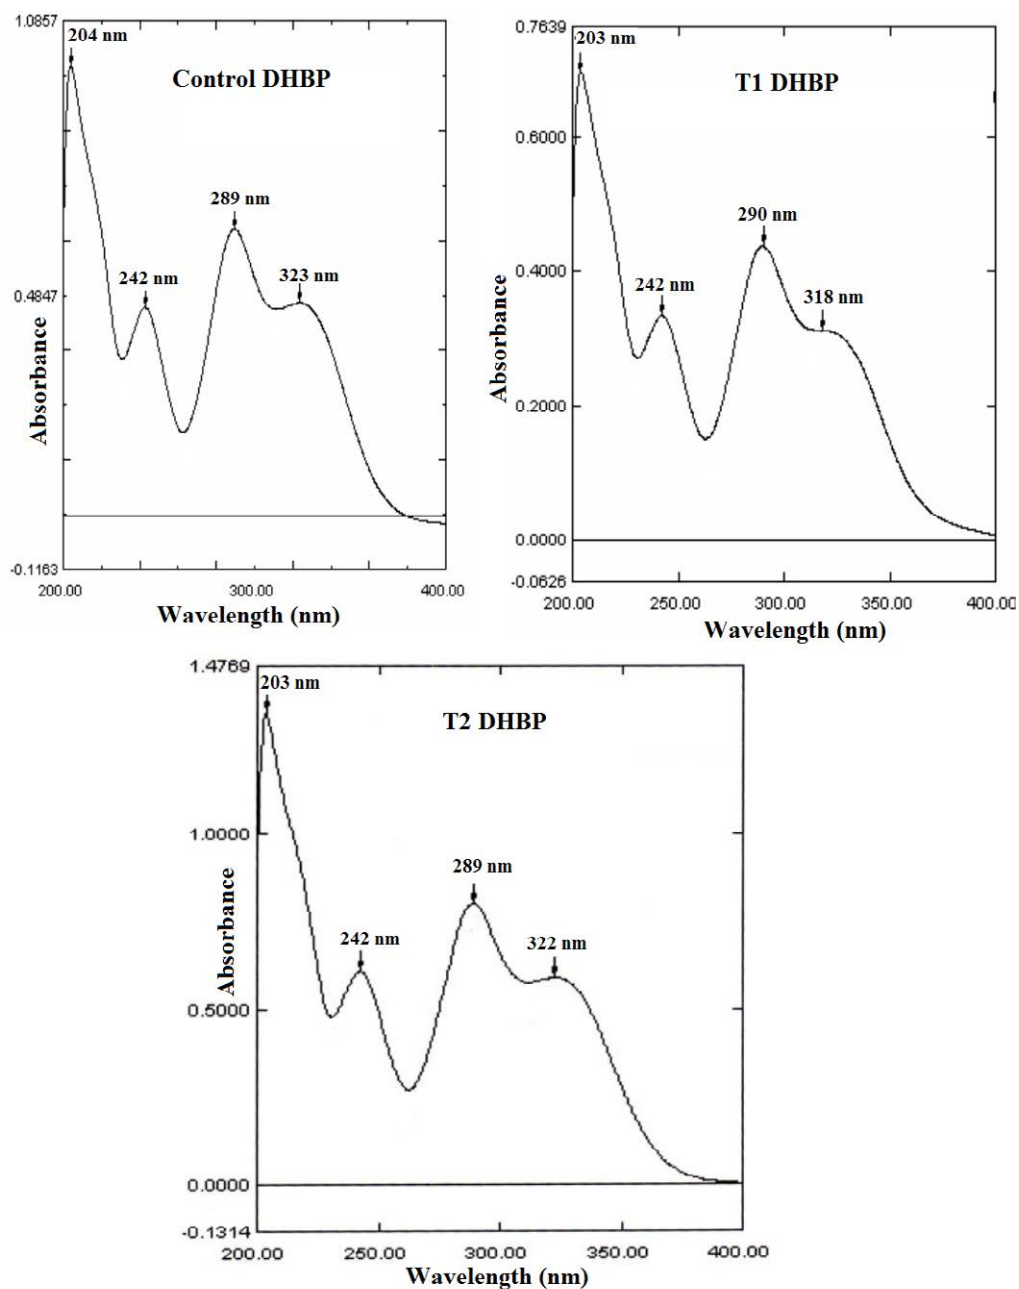 1.0857
204 nm
Control DHBP
289 nm
242 nm
323 nm
0.4847
Absorbance
-0.1163
200.00
300.00
400.00
Wavelength (nm)
0.7639
203 nm
T1 DHBP
0.6000
290 nm
0.4000
242 nm
318 nm
Absorbance
0.2000
0.0000
-0.0626
200.00
250.00
300.00
350.00
400.00
Wavelength (nm)
1.4769
203 nm
T2 DHBP
1.0000
289 nm
242 nm
322 nm
Absorbance
0.5000
0.0000
-0.1314
200.00
250.00
300.00
350.00
400.00
Wavelength (nm)